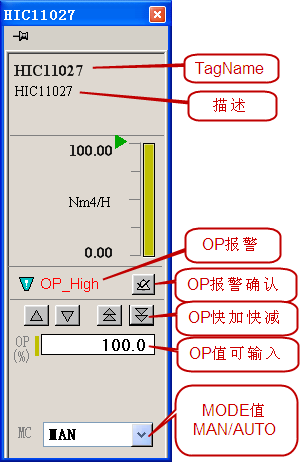 HIC11027
HIC11027
TagName
HIC11027
描述
100.00
Nm4/H
0.00
OP报警
OP_High
OP报警确认
OP快加快减
OP
(%)
100.0
OP值可输入
MC
MAN
MODE值
MAN/AUTO